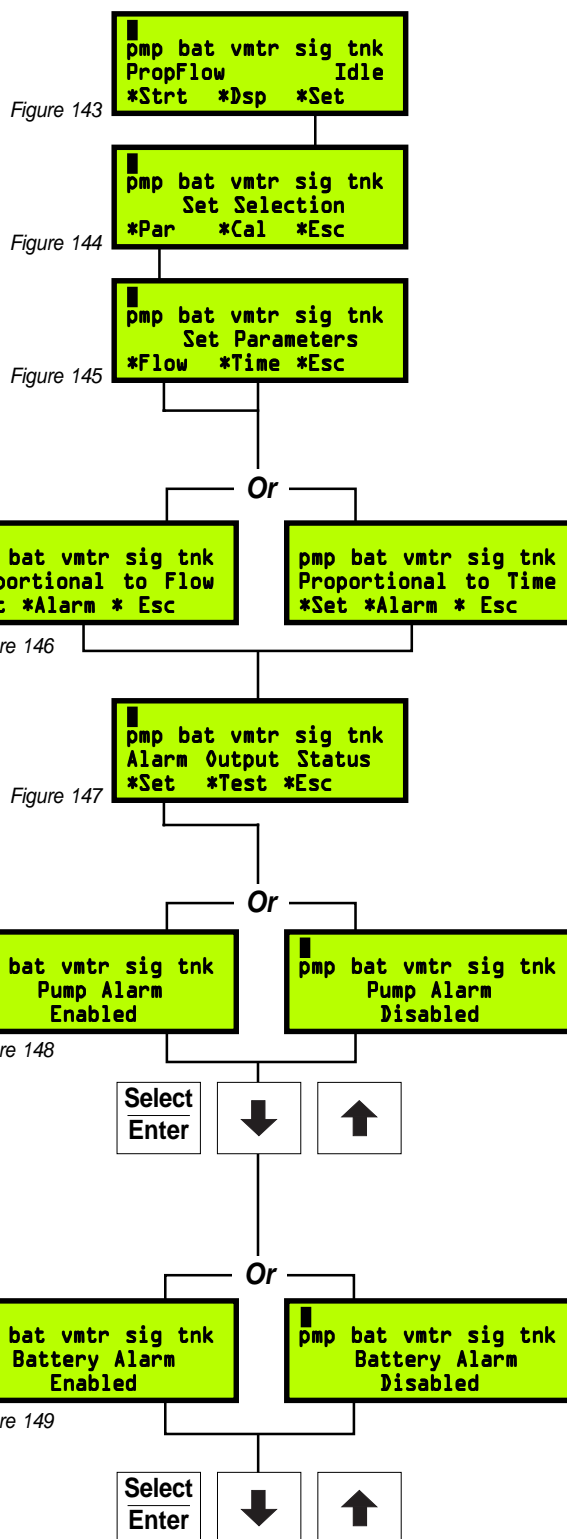 pmp bat vmtr sig tnk
PropFlow Idle
*Strt *Dsp *Set
Figure 143
pmp bat vmtr sig tnk
Set Selection
*Par *Cal *Esc
Figure 144
pmp bat vmtr sig tnk
Set Parameters
*Flow *Time *Esc
Figure 145
Or
bat vmtr sig tnk
to Flow
*Alarm * Esc
146
pmp bat vmtr sig tnk
Proportional to Time
*Set *Alarm * Esc
pmp bat vmtr sig tnk
Alarm Output Status
*Set *Test *Esc
Figure 147
Or
bat vmtr sig tnk
Pump Alarm
Enabled
148
pmp bat vmtr sig tnk
Pump Alarm
Disabled
Select
Enter
Or
bat vmtr sig tnk
Battery Alarm
Enabled
149
pmp bat vmtr sig tnk
Battery Alarm
Disabled
Select
Enter